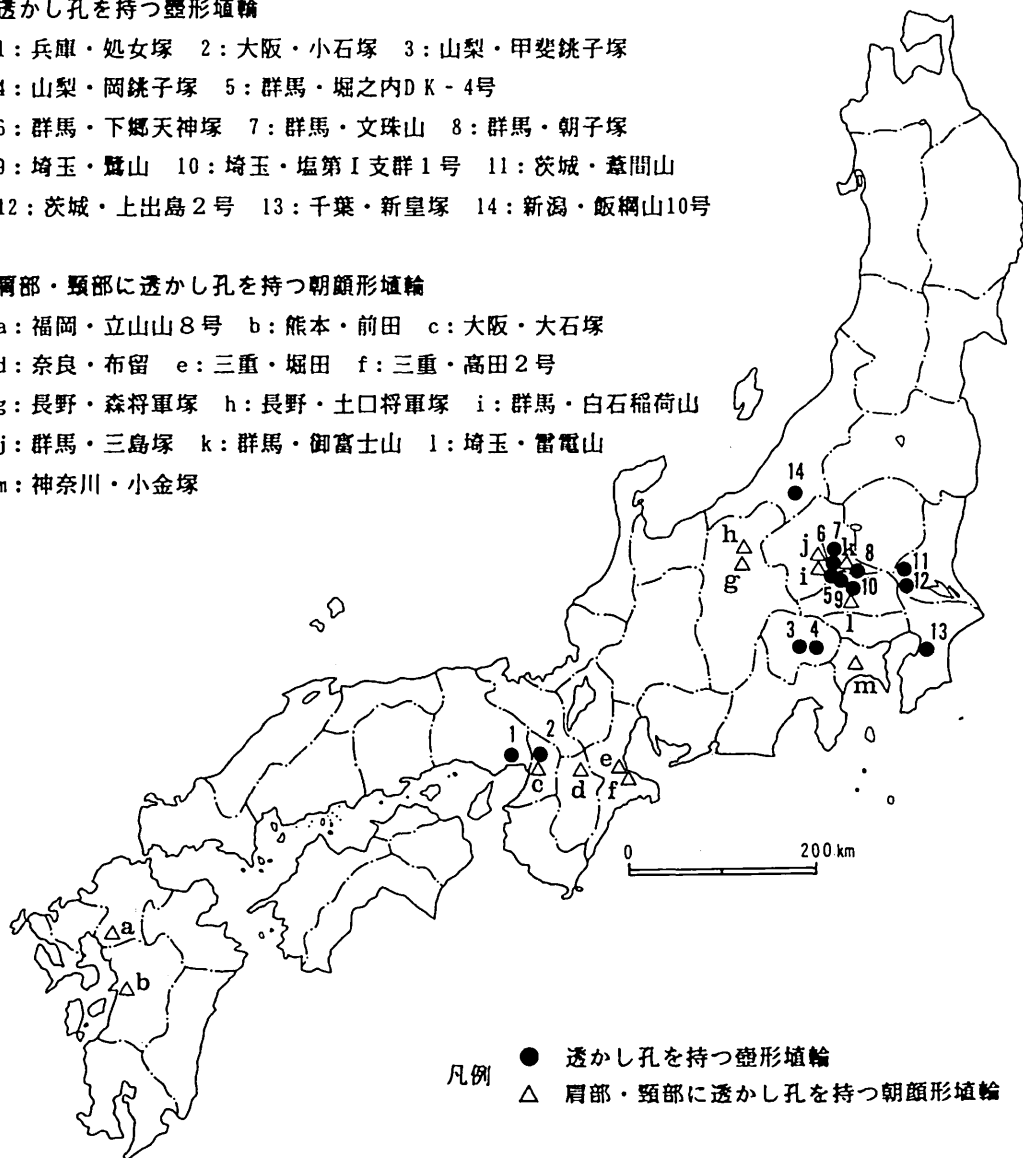 透かし孔を持つ壺形埴輪
1：兵庫・処女塚　2：大阪・小石塚　3：山梨・甲斐銚子塚
4：山梨・岡銚子塚　5：群馬・堀之内DK-4号
6：群馬・下郷天神塚　7：群馬・文珠山　8：群馬・朝子塚
9：埼玉・鷺山　10：埼玉・塩第Ⅰ支群1号　11：茨城・葦間山
12：茨城・上出島2号　13：千葉・新皇塚　14：新潟・飯綱山10号
肩部・頸部に透かし孔を持つ朝顔形埴輪
a：福岡・立山山8号　b：熊本・前田　c：大阪・大石塚
d：奈良・布留　e：三重・堀田　f：三重・高田2号
g：長野・森将軍塚　h：長野・土口将軍塚　i：群馬・白石稲荷山
j：群馬・三島塚　k：群馬・御富士山　l：埼玉・雷電山
m：神奈川・小金塚
14
h
g
j
6
7
k
8
i
5
9
10
l
11
12
3
4
13
m
1
2
c
d
e
f
0
200km
a
b
凡例
● 透かし孔を持つ壺形埴輪
△ 肩部・頸部に透かし孔を持つ朝顔形埴輪